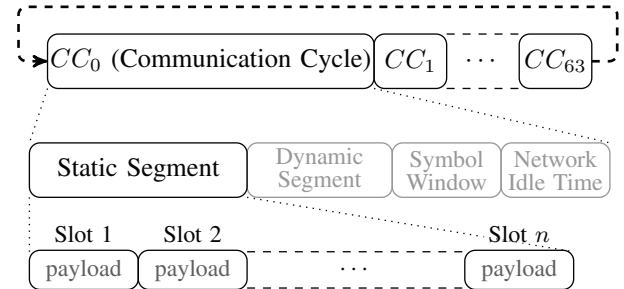 CC₀ (Communication Cycle) CC₁ ⋯ CC₆₃
Static Segment Dynamic Segment Symbol Window Network Idle Time
Slot 1 Slot 2 Slot n
payload payload ⋯ payload